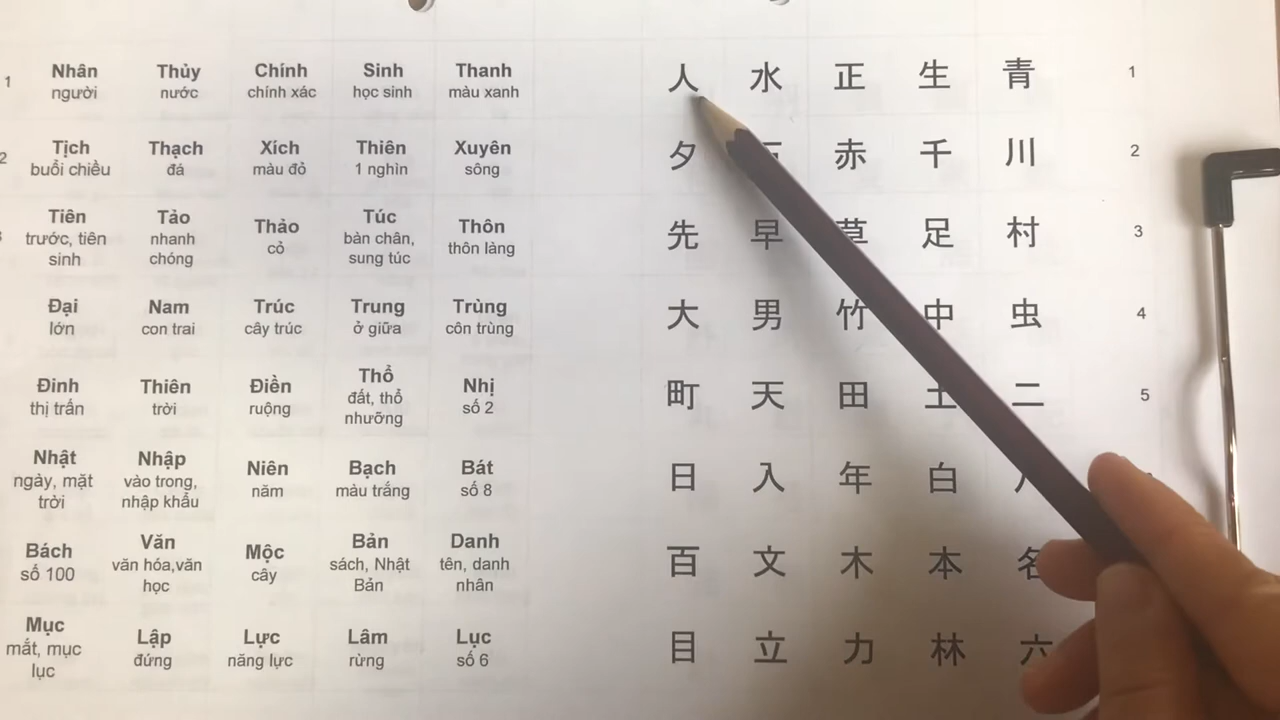 1 Nhân Thủy Chính Sinh Thanh 人 水 正 生 青 1
người nước chính xác học sinh màu xanh
2 Tịch Thạch Xích Thiên Xuyên 夕 赤 千 川 2
buổi chiều đá màu đỏ 1 nghìn sông
Tiên Tảo Thảo Túc Thôn 先 早 草 足 村 3
trước, tiên nhanh cỏ bàn chân, thôn làng
sinh chóng sung túc
Đại Nam Trúc Trung Trùng 大 男 竹 中 虫 4
lớn con trai cây trúc ở giữa côn trùng
Đinh Thiên Điền Thổ Nhị 町 天 田 土 二 5
thị trấn trời ruộng đất, thổ số 2
nhưỡng
Nhật Nhập Niên Bạch Bát 日 入 年 白
ngày, mặt vào trong, năm màu trắng số 8
trời nhập khẩu
Bách Văn Mộc Bản Danh 百 文 木 本 名
số 100 văn hóa,văn cây sách, Nhật tên, danh
học Bản nhân
Mục Lập Lực Lâm Lục 目 立 力 林 六
mắt, mục đứng năng lực rừng số 6
lục